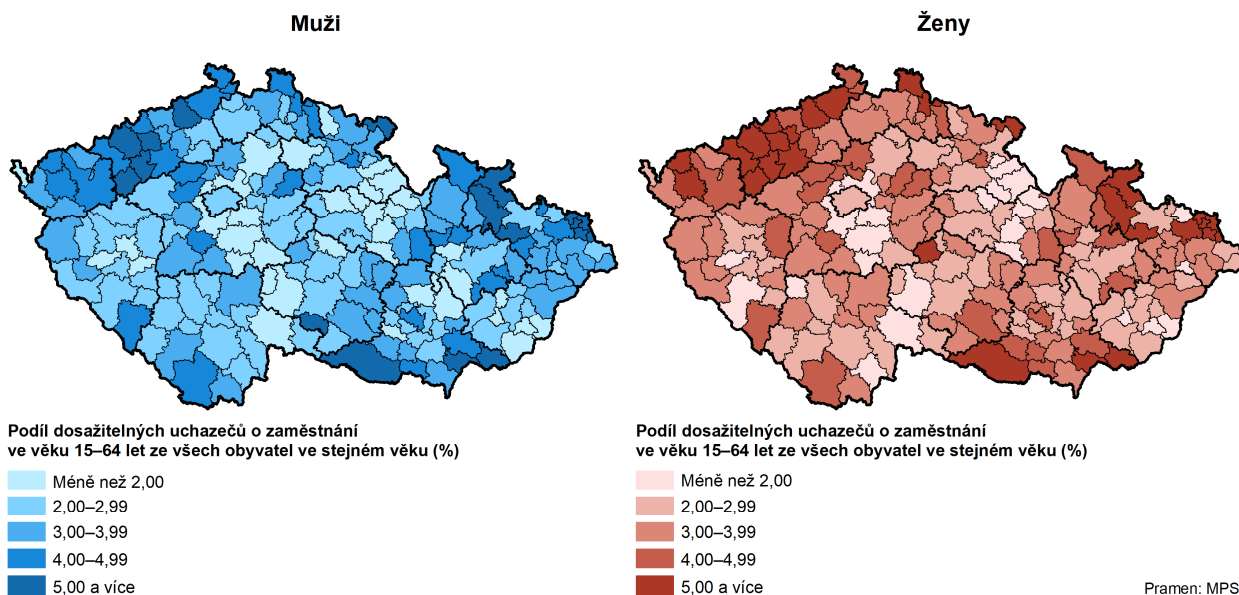 Muži
Ženy
Podíl dosažitelných uchazečů o zaměstnání
ve věku 15–64 let ze všech obyvatel ve stejném věku (%)
Méně než 2,00
2,00–2,99
3,00–3,99
4,00–4,99
5,00 a více
Podíl dosažitelných uchazečů o zaměstnání
ve věku 15–64 let ze všech obyvatel ve stejném věku (%)
Méně než 2,00
2,00–2,99
3,00–3,99
4,00–4,99
5,00 a více
Pramen: MPS